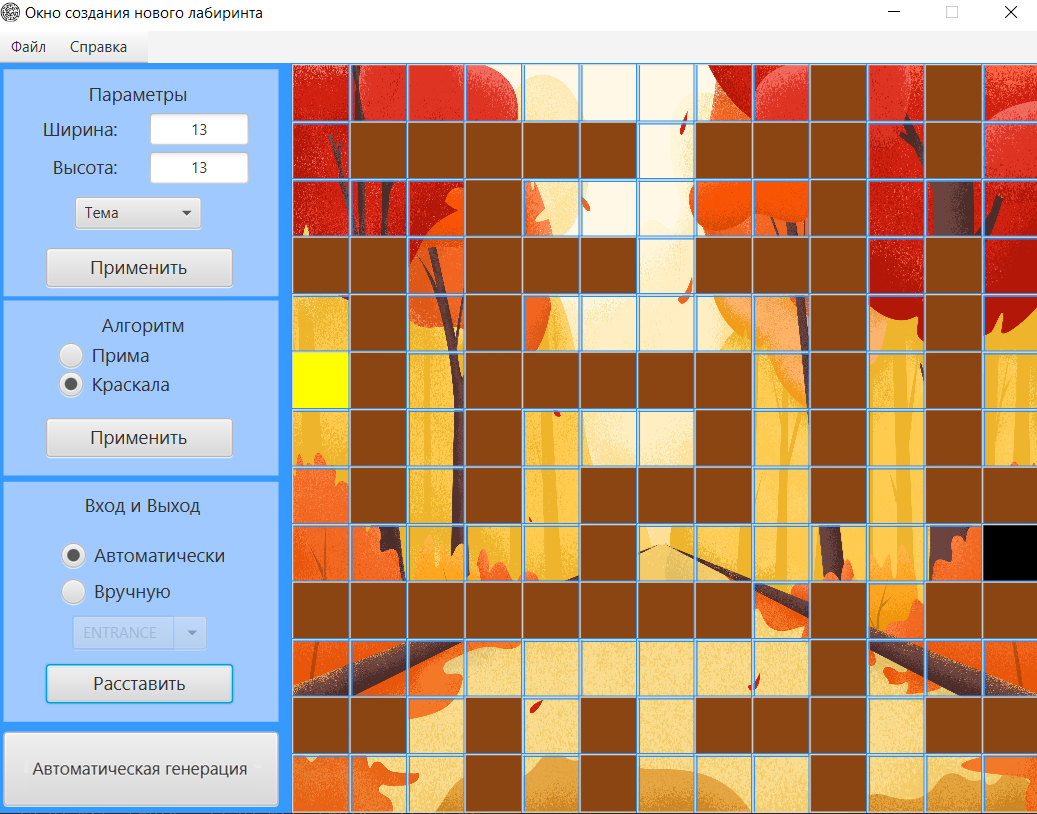 Окно создания нового лабиринта
Файл Справка
Параметры
Ширина: 13
Высота: 13
Тема
Применить
Алгоритм
Прима
Краскала
Применить
Вход и Выход
Автоматически
Вручную
ENTRANCE
Расставить
Автоматическая генерация